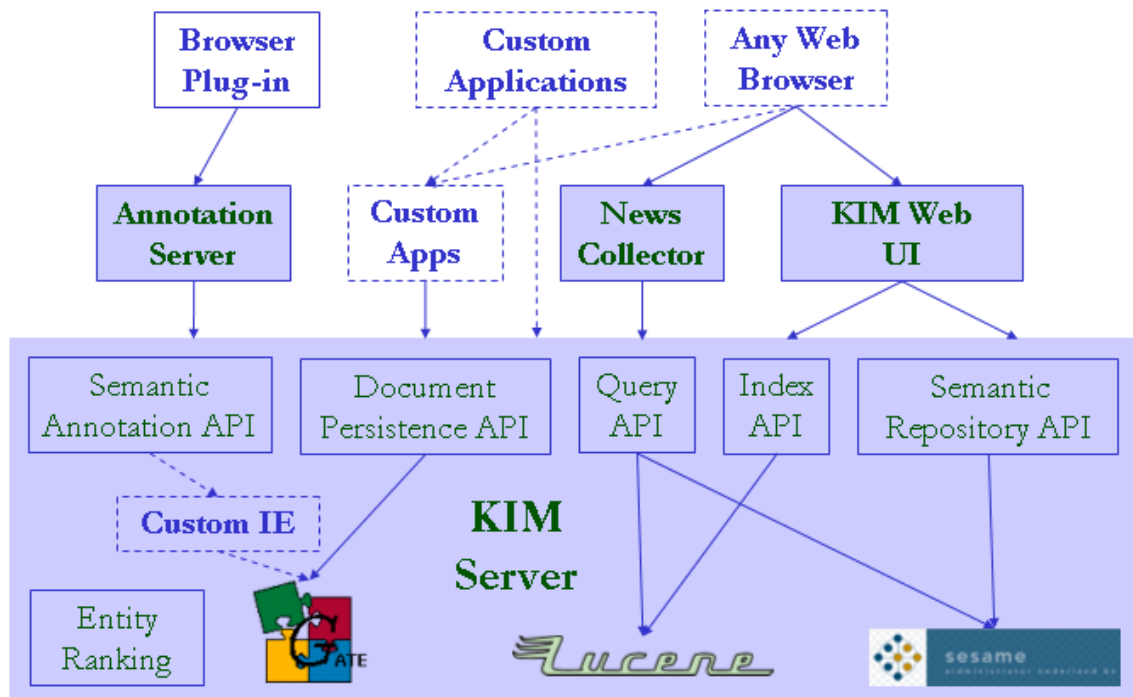 Browser
Plug-in
Custom
Applications
Any Web
Browser
Annotation
Server
Custom
Apps
News
Collector
KIM Web
UI
Semantic
Annotation API
Document
Persistence API
Query
API
Index
API
Semantic
Repository API
Custom IE
KIM
Server
Entity
Ranking
GATE
Lucene
sesame